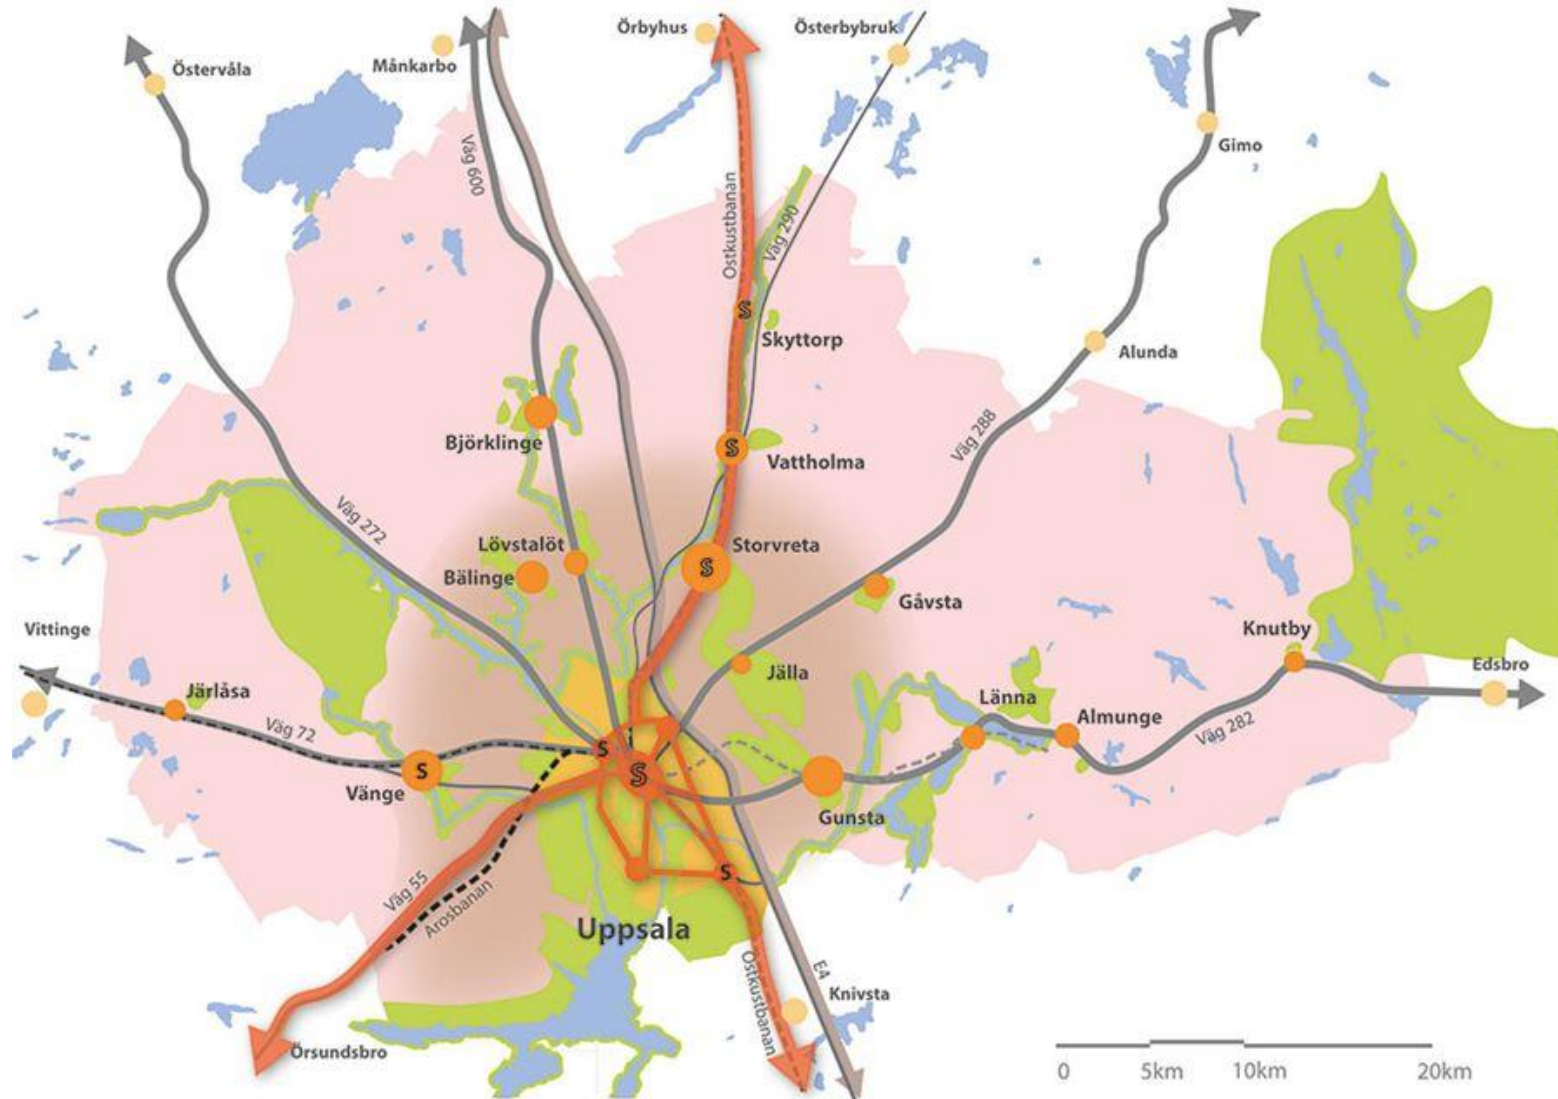 Örbyhus
Österbybruk
Östervåla
Månkarbo
Gimo
Väg 600
Ostkustbanan
Väg 290
Skyttorp
Alunda
Björklinge
Vattholma
Väg 288
Väg 272
Lövstalöt
Storvreta
Bälinge
Gåvsta
Vittinge
Knutby
Jälla
Edsbro
Järlåsa
Länna
Almunge
Väg 72
Väg 282
Vänge
Gunsta
Väg 55
Arosbanan
Uppsala
E4
Ostkustbanan
Knivsta
Örsundsbro
S
S
S
S
S
S
S
0 5km 10km 20km